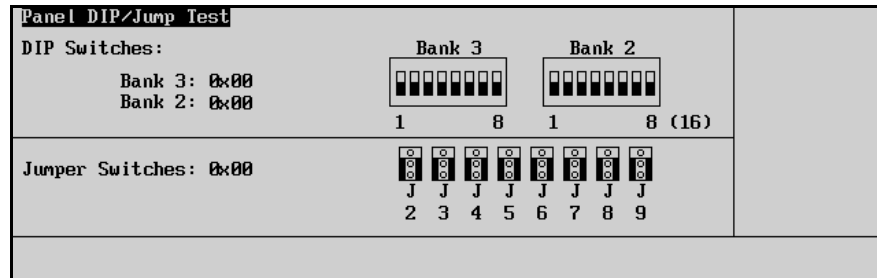 Panel DIP/Jump Test
DIP Switches:
Bank 3: 0x00
Bank 2: 0x00
Bank 3 Bank 2
1 8 1 8 (16)
Jumper Switches: 0x00
J J J J J J J J
2 3 4 5 6 7 8 9